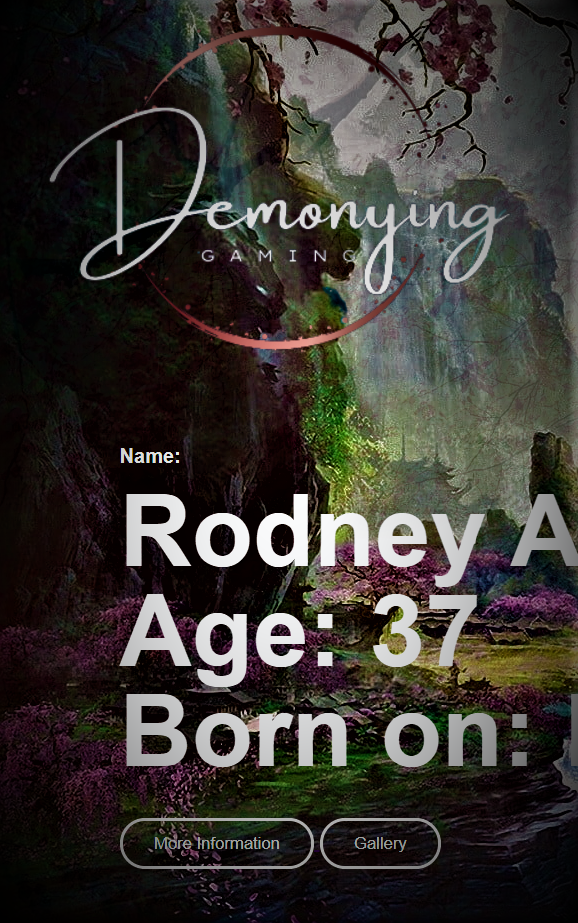 Demonying
GAMING
Name:
Rodney A
Age: 37
Born on:
More Information
Gallery